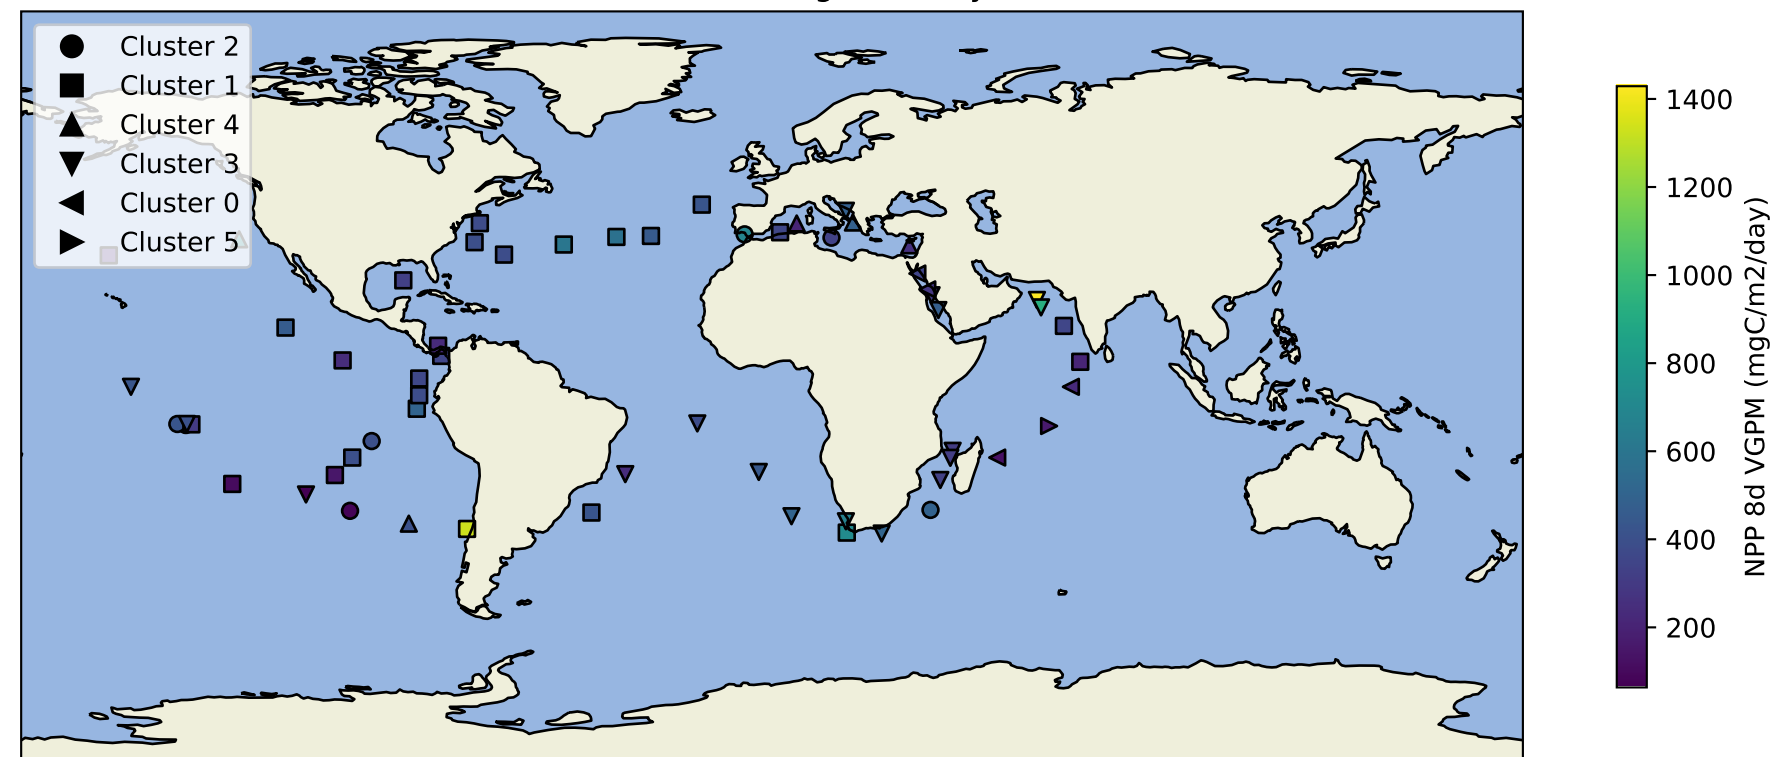 Cluster 2
Cluster 1
Cluster 4
Cluster 3
Cluster 0
Cluster 5
1400
1200
1000
800
600
400
200
NPP 8d VGPM (mgC/m2/day)